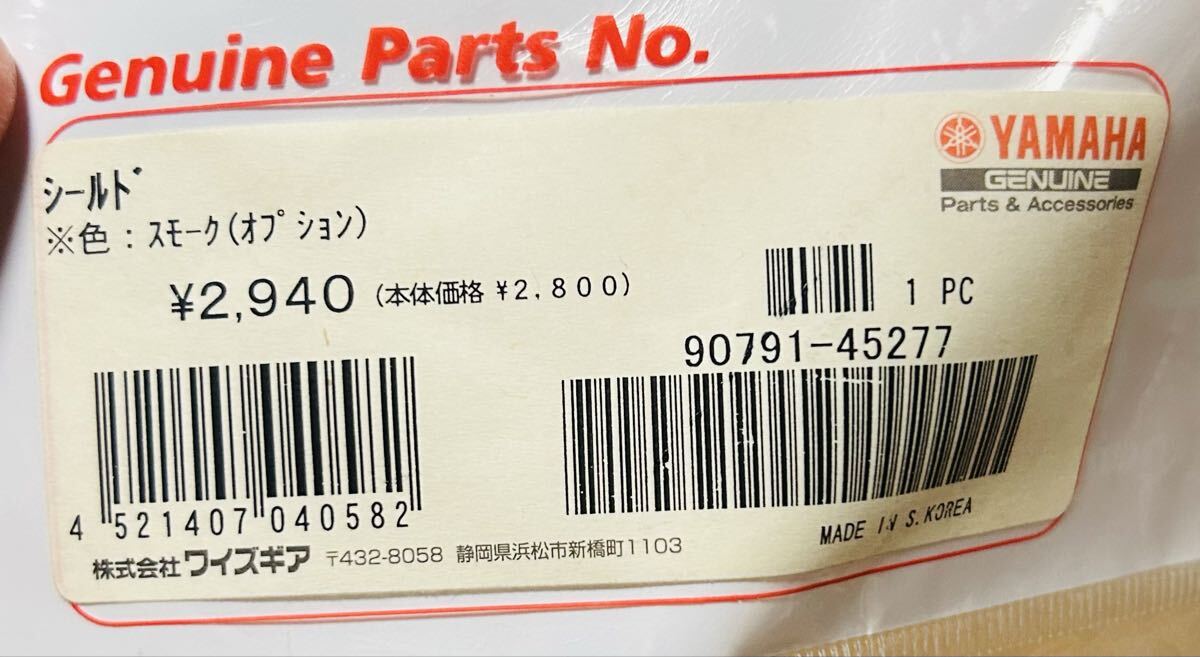 Genuine Parts No.
YAMAHA
GENUINE
Parts & Accessories
ｼｰﾙﾄﾞ
※色：ｽﾓｰｸ(ｵﾌﾟｼｮﾝ)
¥2,940 (本体価格 ¥2,800)
1 PC
90791-45277
4 521407 040582
MADE IN S.KOREA
株式会社 ワイズギア 〒432-8058 静岡県浜松市新橋町1103